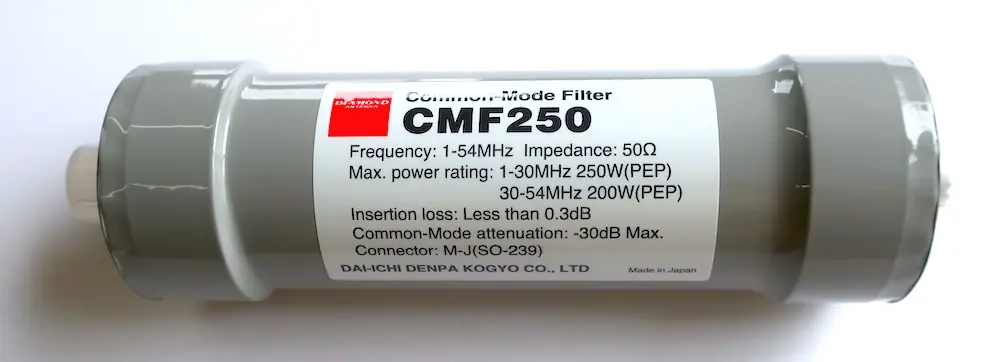 DIAMOND
ANTENNA
Common-Mode Filter
CMF250
Frequency: 1-54MHz Impedance: 50Ω
Max. power rating: 1-30MHz 250W(PEP)
30-54MHz 200W(PEP)
Insertion loss: Less than 0.3dB
Common-Mode attenuation: -30dB Max.
Connector: M-J(SO-239)
DAI-ICHI DENPA KOGYO CO., LTD
Made in Japan